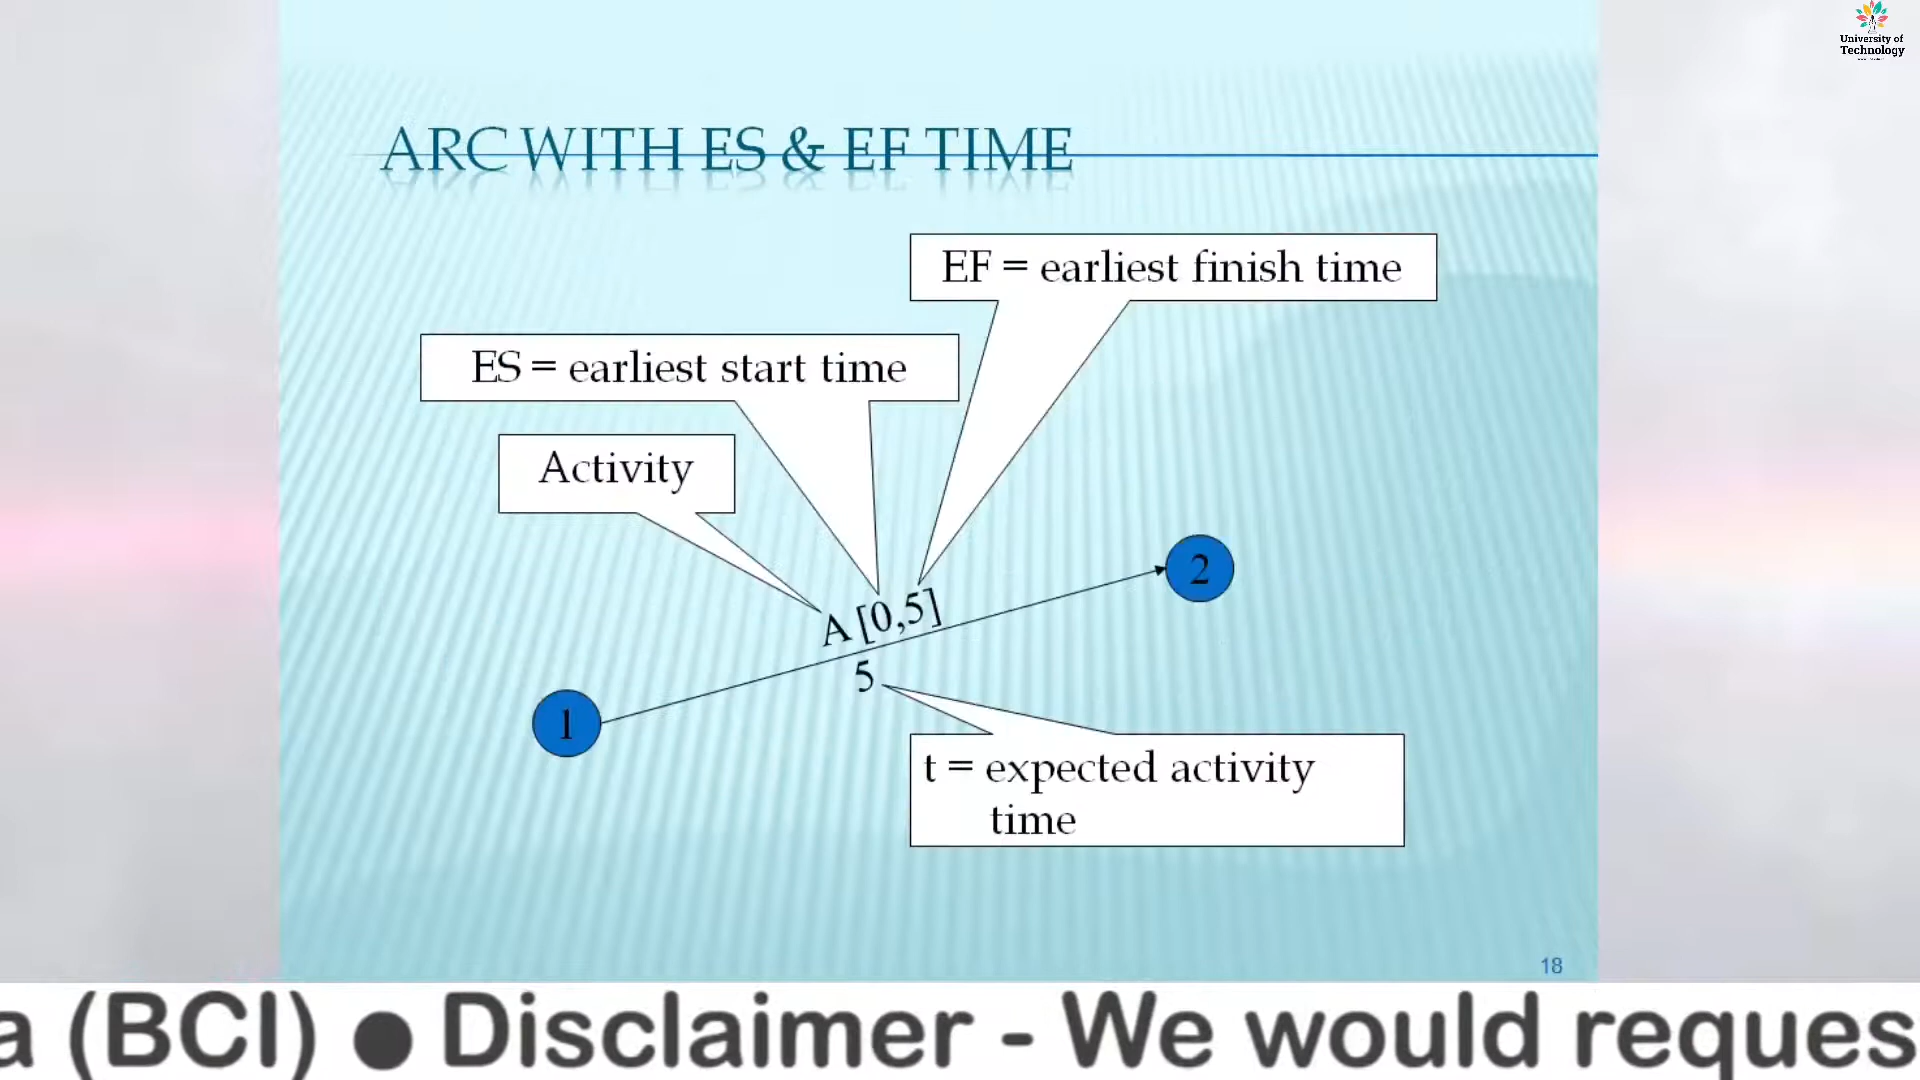 University of
Technology
ARC WITH ES & EF TIME
EF = earliest finish time
ES = earliest start time
Activity
A [0,5]
5
1
2
t = expected activity
time
18
a (BCI) ● Disclaimer - We would reques